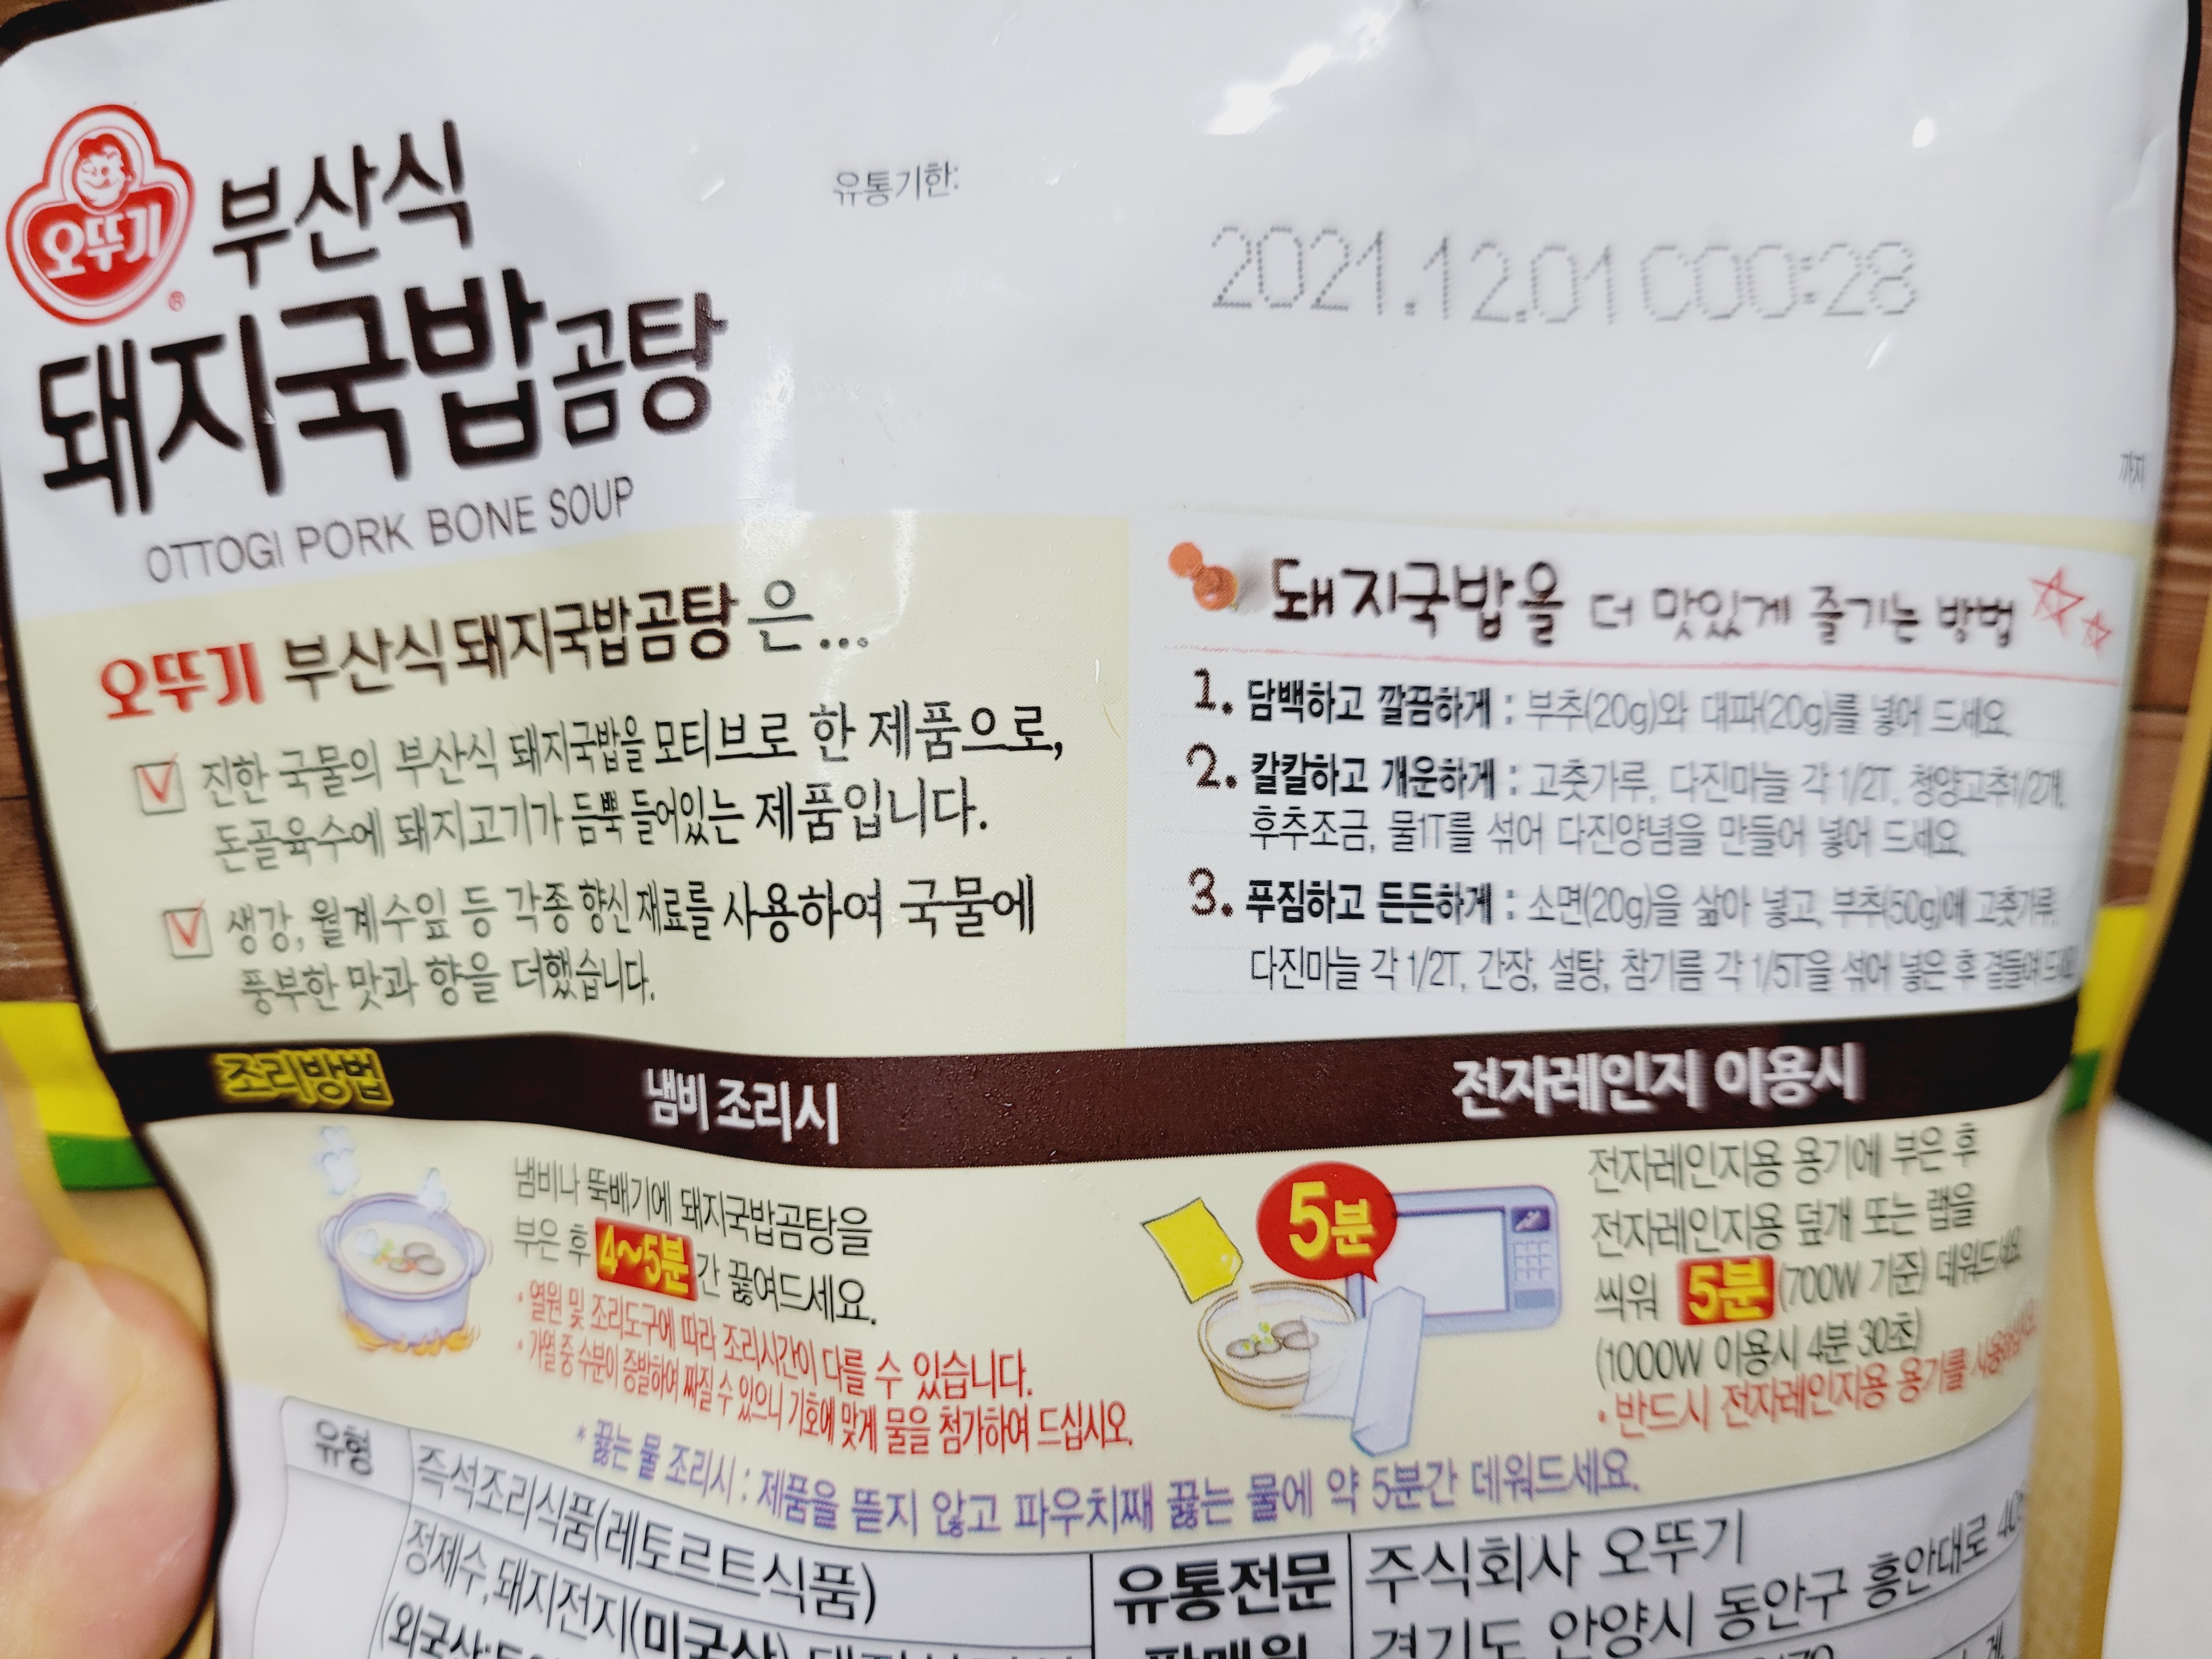 오뚜기
부산식
돼지국밥곰탕
OTTOGI PORK BONE SOUP
유통기한:
2021.12.01C00:28
까지
오뚜기 부산식돼지국밥곰탕은...
진한 국물의 부산식 돼지국밥을 모티브로 한 제품으로,
돈골육수에 돼지고기가 듬뿍 들어있는 제품입니다.
생강, 월계수잎 등 각종 향신재료를 사용하여 국물에
풍부한 맛과 향을 더했습니다.
돼지국밥을 더 맛있게 즐기는 방법
1. 담백하고 깔끔하게 : 부추(20g)와 대파(20g)를 넣어 드세요.
2. 칼칼하고 개운하게 : 고춧가루, 다진마늘 각 1/2T, 청양고추1/2개,
후추조금, 물1T를 섞어 다진양념을 만들어 넣어 드세요.
3. 푸짐하고 든든하게 : 소면(20g)을 삶아 넣고, 부추(50g)에 고춧가루,
다진마늘 각 1/2T, 간장, 설탕, 참기름 각 1/5T을 섞어 넣은 후 곁들여
조리방법
냄비 조리시
냄비나 뚝배기에 돼지국밥곰탕을
부은 후 4~5분간 끓여드세요.
• 열원 및 조리도구에 따라 조리시간이 다를 수 있습니다.
• 가열 중 수분이 증발하여 짜질 수 있으니 기호에 맞게 물을 첨가하여 드십시오.
전자레인지 이용시
5분
전자레인지용 용기에 부은 후
전자레인지용 덮개 또는 랩을
씌워 5분(700W 기준) 데워드세요
(1000W 이용시 4분 30초)
• 반드시 전자레인지용 용기를
* 끓는 물 조리시 : 제품을 뜯지 않고 파우치째 끓는 물에 약 5분간 데워드세요.
유형 즉석조리식품(레토르트식품)
정제수, 돼지전지(미국산),
(외국산:
유통전문
판매원
주식회사 오뚜기
경기도 안양시 동안구 흥안대로